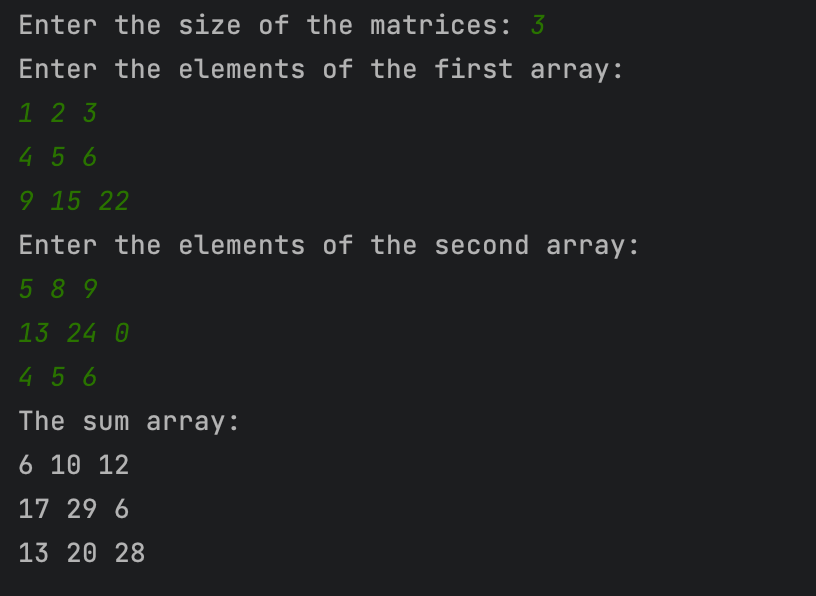 Enter the size of the matrices: 3
Enter the elements of the first array:
1 2 3
4 5 6
9 15 22
Enter the elements of the second array:
5 8 9
13 24 0
4 5 6
The sum array:
6 10 12
17 29 6
13 20 28